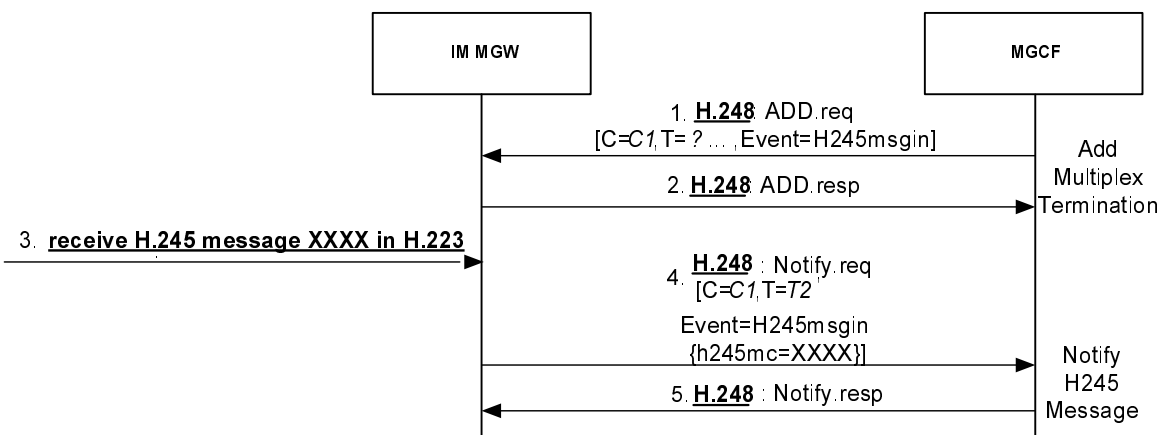 IM MGW
MGCF
1. H.248: ADD.req
[C=C1,T= ? ... ,Event=H245msgin]
Add
Multiplex
Termination
2. H.248: ADD.resp
3. receive H.245 message XXXX in H.223
4. H.248 : Notify.req
[C=C1,T=T2
Event=H245msgin
{h245mc=XXXX}]
5. H.248 : Notify.resp
Notify
H245
Message